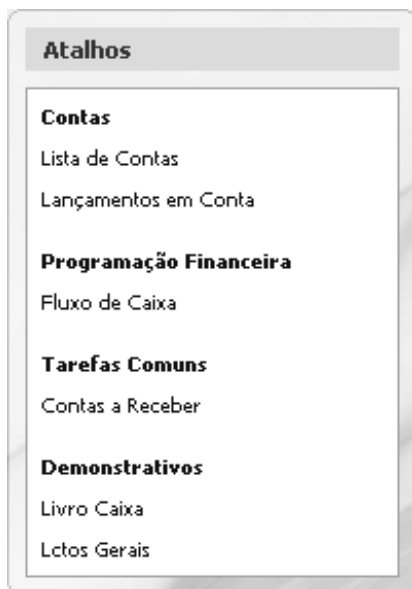 Atalhos
Contas
Lista de Contas
Lançamentos em Conta
Programação Financeira
Fluxo de Caixa
Tarefas Comuns
Contas a Receber
Demonstrativos
Livro Caixa
Lctos Gerais